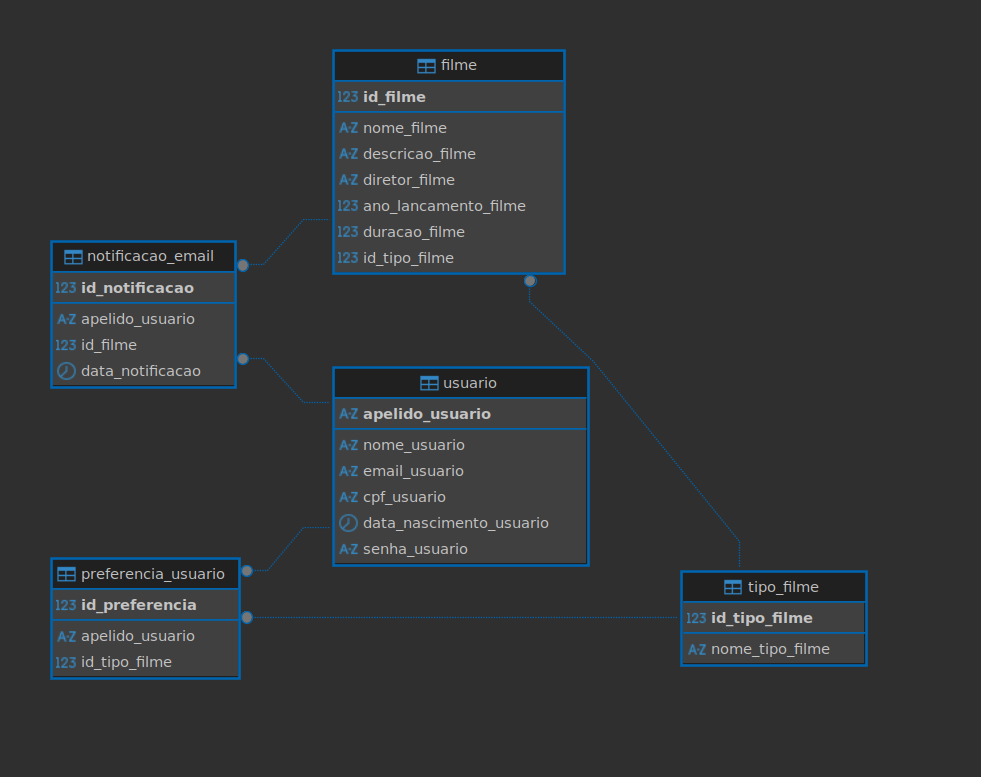 filme
123 id_filme
A-Z nome_filme
A-Z descricao_filme
A-Z diretor_filme
123 ano_lancamento_filme
123 duracao_filme
123 id_tipo_filme
notificacao_email
123 id_notificacao
A-Z apelido_usuario
123 id_filme
data_notificacao
usuario
A-Z apelido_usuario
A-Z nome_usuario
A-Z email_usuario
A-Z cpf_usuario
data_nascimento_usuario
A-Z senha_usuario
preferencia_usuario
123 id_preferencia
A-Z apelido_usuario
123 id_tipo_filme
tipo_filme
123 id_tipo_filme
A-Z nome_tipo_filme